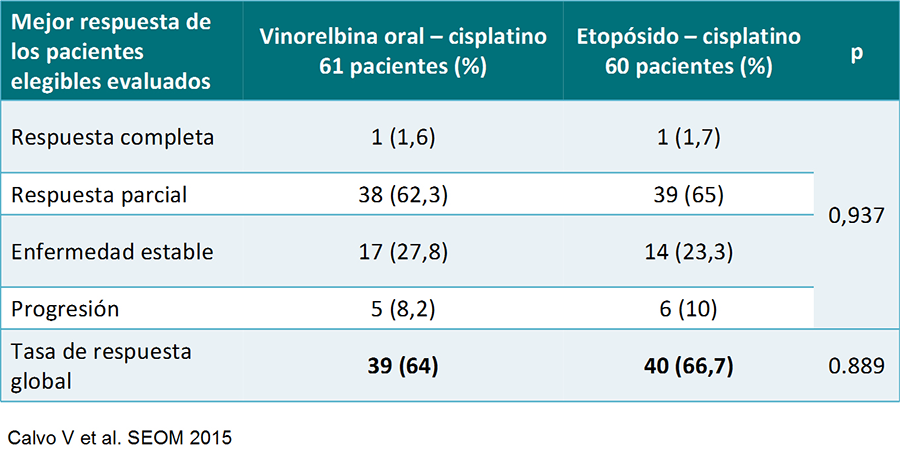 Mejor respuesta de
los pacientes
elegibles evaluados
Vinorelbina oral – cisplatino
61 pacientes (%)
Etopósido – cisplatino
60 pacientes (%)
p
Respuesta completa
1 (1,6)
1 (1,7)
Respuesta parcial
38 (62,3)
39 (65)
0,937
Enfermedad estable
17 (27,8)
14 (23,3)
Progresión
5 (8,2)
6 (10)
Tasa de respuesta
global
39 (64)
40 (66,7)
0.889
Calvo V et al. SEOM 2015